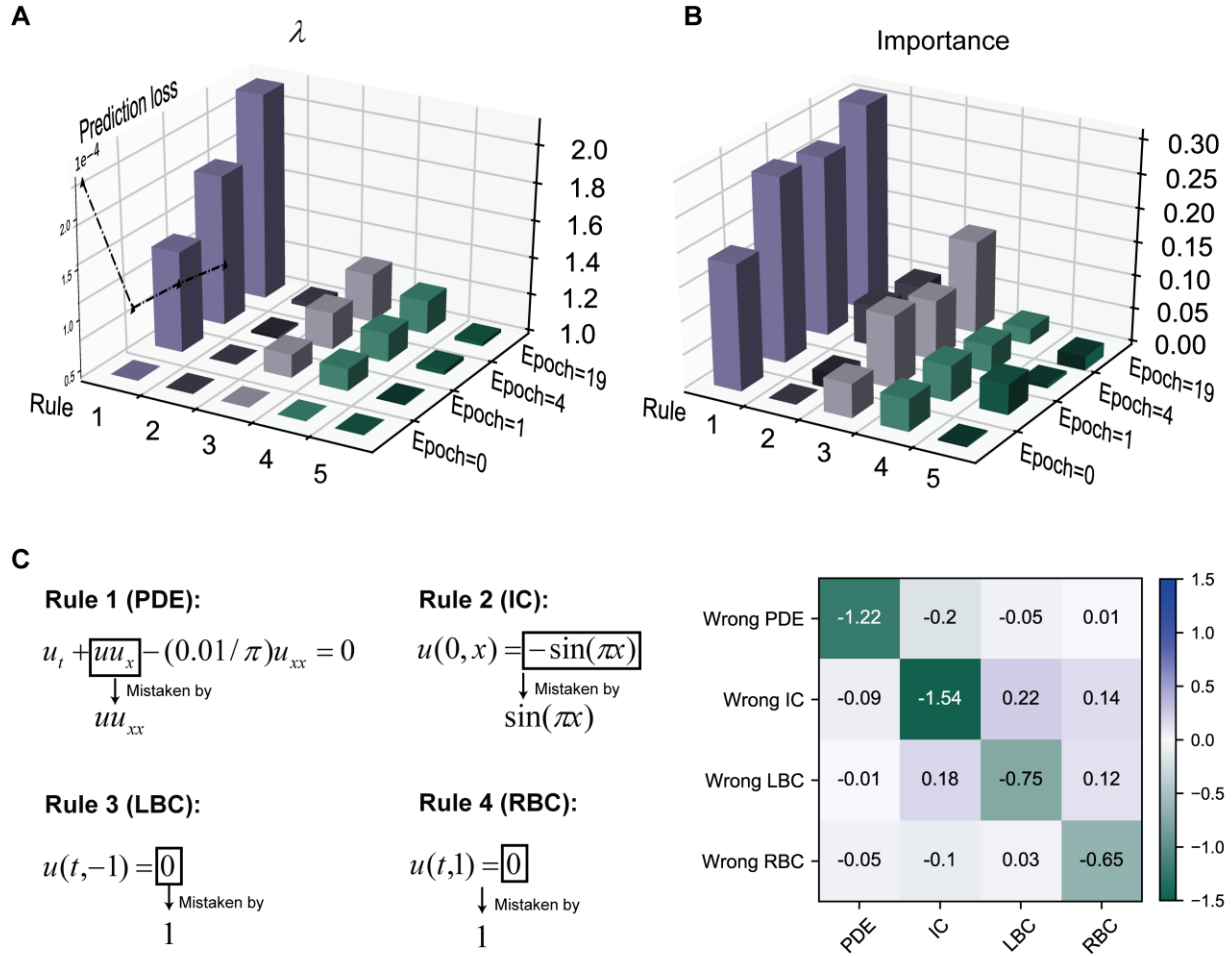 A
λ
Prediction loss
1e−4
2.0
1.5
1.0
0.5
2.0
1.8
1.6
1.4
1.2
1.0
Rule
1
2
3
4
5
Epoch=0
Epoch=1
Epoch=4
Epoch=19
B
Importance
0.30
0.25
0.20
0.15
0.10
0.05
0.00
Rule
1
2
3
4
5
Epoch=0
Epoch=1
Epoch=4
Epoch=19
C
Rule 1 (PDE):
u_t + uu_x − (0.01/π)u_xx = 0
Mistaken by
uu_xx
Rule 2 (IC):
u(0, x) = −sin(πx)
Mistaken by
sin(πx)
Rule 3 (LBC):
u(t,−1) = 0
Mistaken by
1
Rule 4 (RBC):
u(t,1) = 0
Mistaken by
1
Wrong PDE -1.22 -0.2 -0.05 0.01
Wrong IC -0.09 -1.54 0.22 0.14
Wrong LBC -0.01 0.18 -0.75 0.12
Wrong RBC -0.05 -0.1 0.03 -0.65
PDE IC LBC RBC
1.5
1.0
0.5
0.0
−0.5
−1.0
−1.5